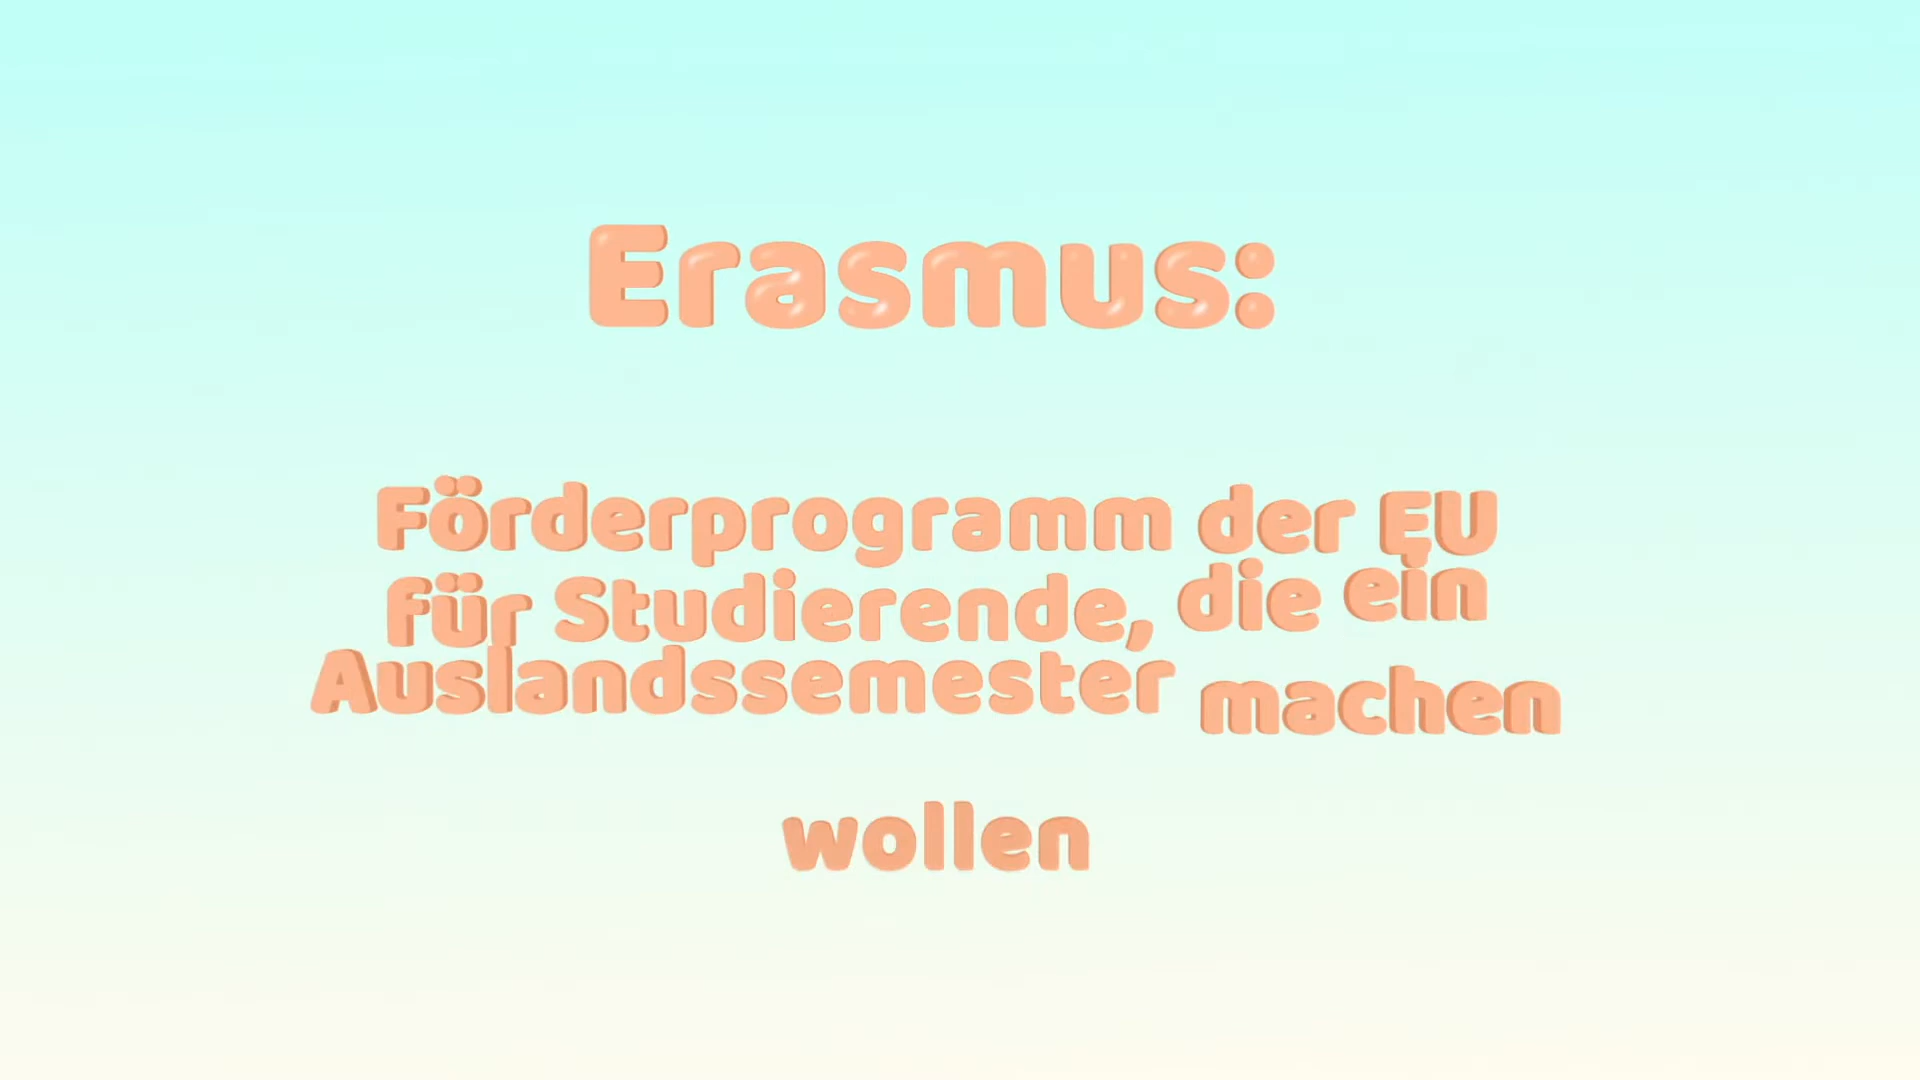 Erasmus:
Förderprogramm der EU
für Studierende, die ein
Auslandssemester machen
wollen